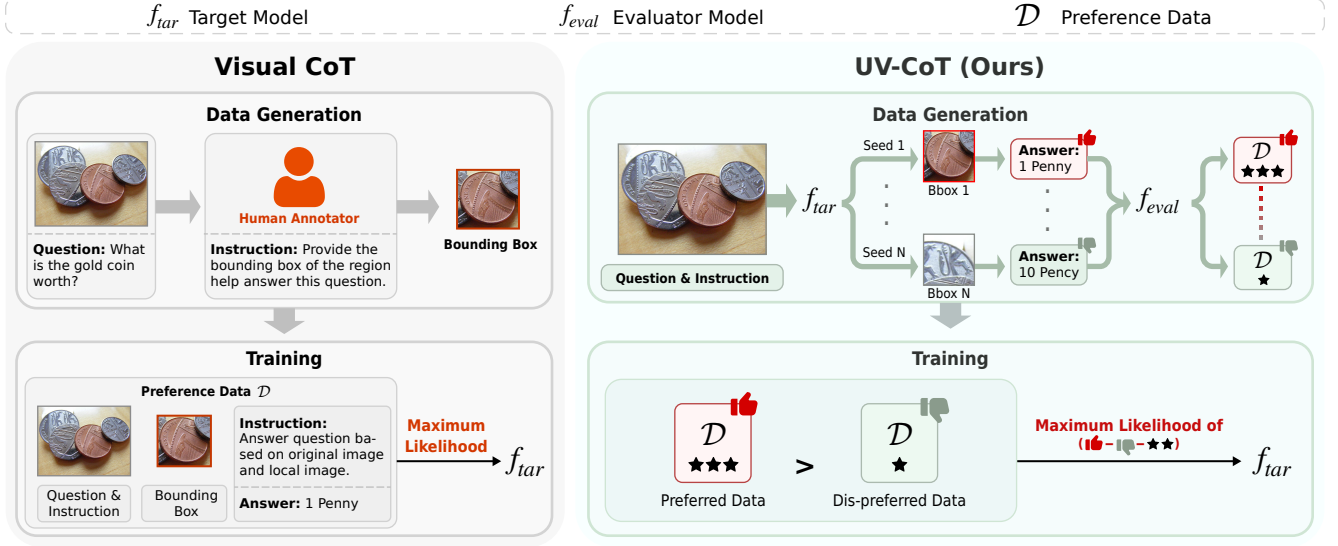 f_tar Target Model f_eval Evaluator Model D Preference Data
Visual CoT
Data Generation
Question: What
is the gold coin
worth?
Human Annotator
Instruction: Provide the
bounding box of the region
help answer this question.
Bounding Box
Training
Preference Data D
Question &
Instruction
Bounding
Box
Instruction:
Answer question ba-
sed on original image
and local image.
Answer: 1 Penny
Maximum
Likelihood
f_tar
UV-CoT (Ours)
Data Generation
Question & Instruction
f_tar
Seed 1
Bbox 1
Answer:
1 Penny
Seed N
Bbox N
Answer:
10 Pency
f_eval
D
D
Training
D
Preferred Data
>
D
Dis-preferred Data
Maximum Likelihood of
( - - )
f_tar